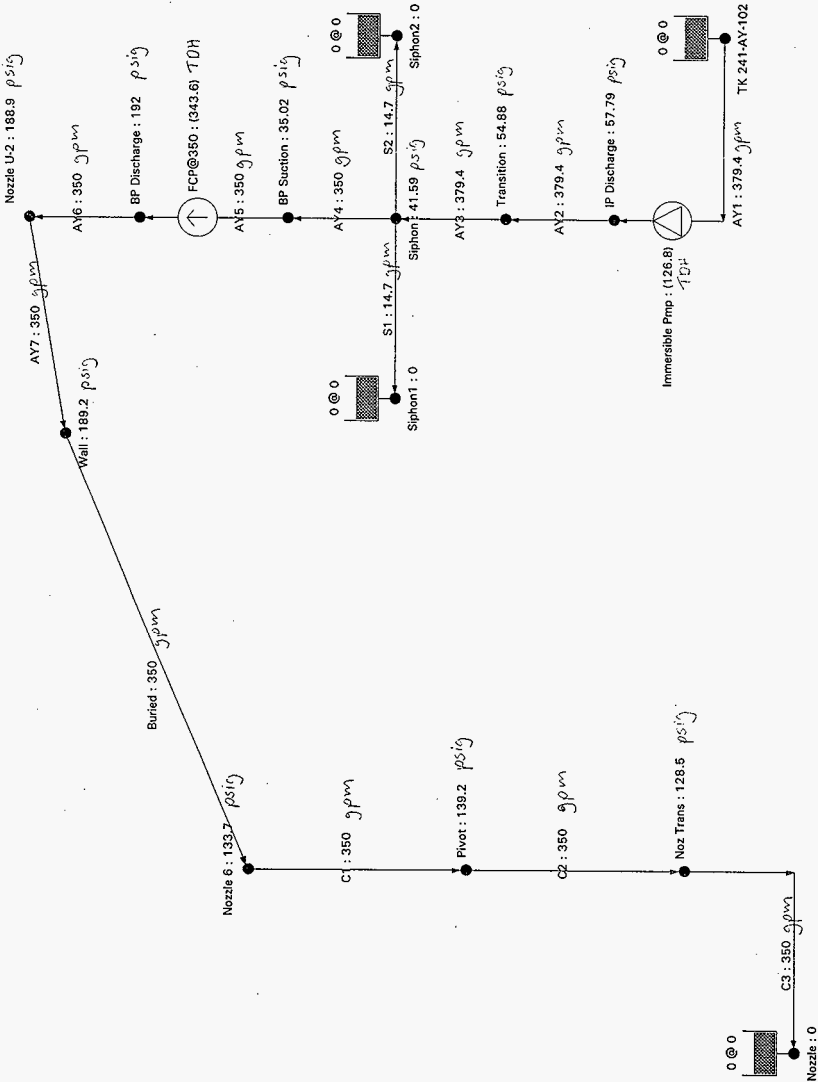 Nozzle U-2 : 188.9 psig
AY6 : 350 gpm
BP Discharge : 192 psig
FCP@350 : (343.6) TDH
AY5 : 350 gpm
BP Suction : 35.02 psig
AY4 : 350 gpm
0 @ 0
Siphon2 : 0
S2 : 14.7 gpm
Siphon : 41.59 psig
S1 : 14.7 gpm
0 @ 0
Siphon1 : 0
AY3 : 379.4 gpm
Transition : 54.88 psig
AY2 : 379.4 gpm
IP Discharge : 57.79 psig
Immersible Pmp : (126.8)
TDH
0 @ 0
TK 241-AY-102
AY1 : 379.4 gpm
AY7 : 350 gpm
Wall : 189.2 psig
Buried : 350 gpm
Nozzle 6 : 133.7 psig
C1 : 350 gpm
Pivot : 139.2 psig
C2 : 350 gpm
Noz Trans : 128.5 psig
C3 : 350 gpm
0 @ 0
Nozzle : 0